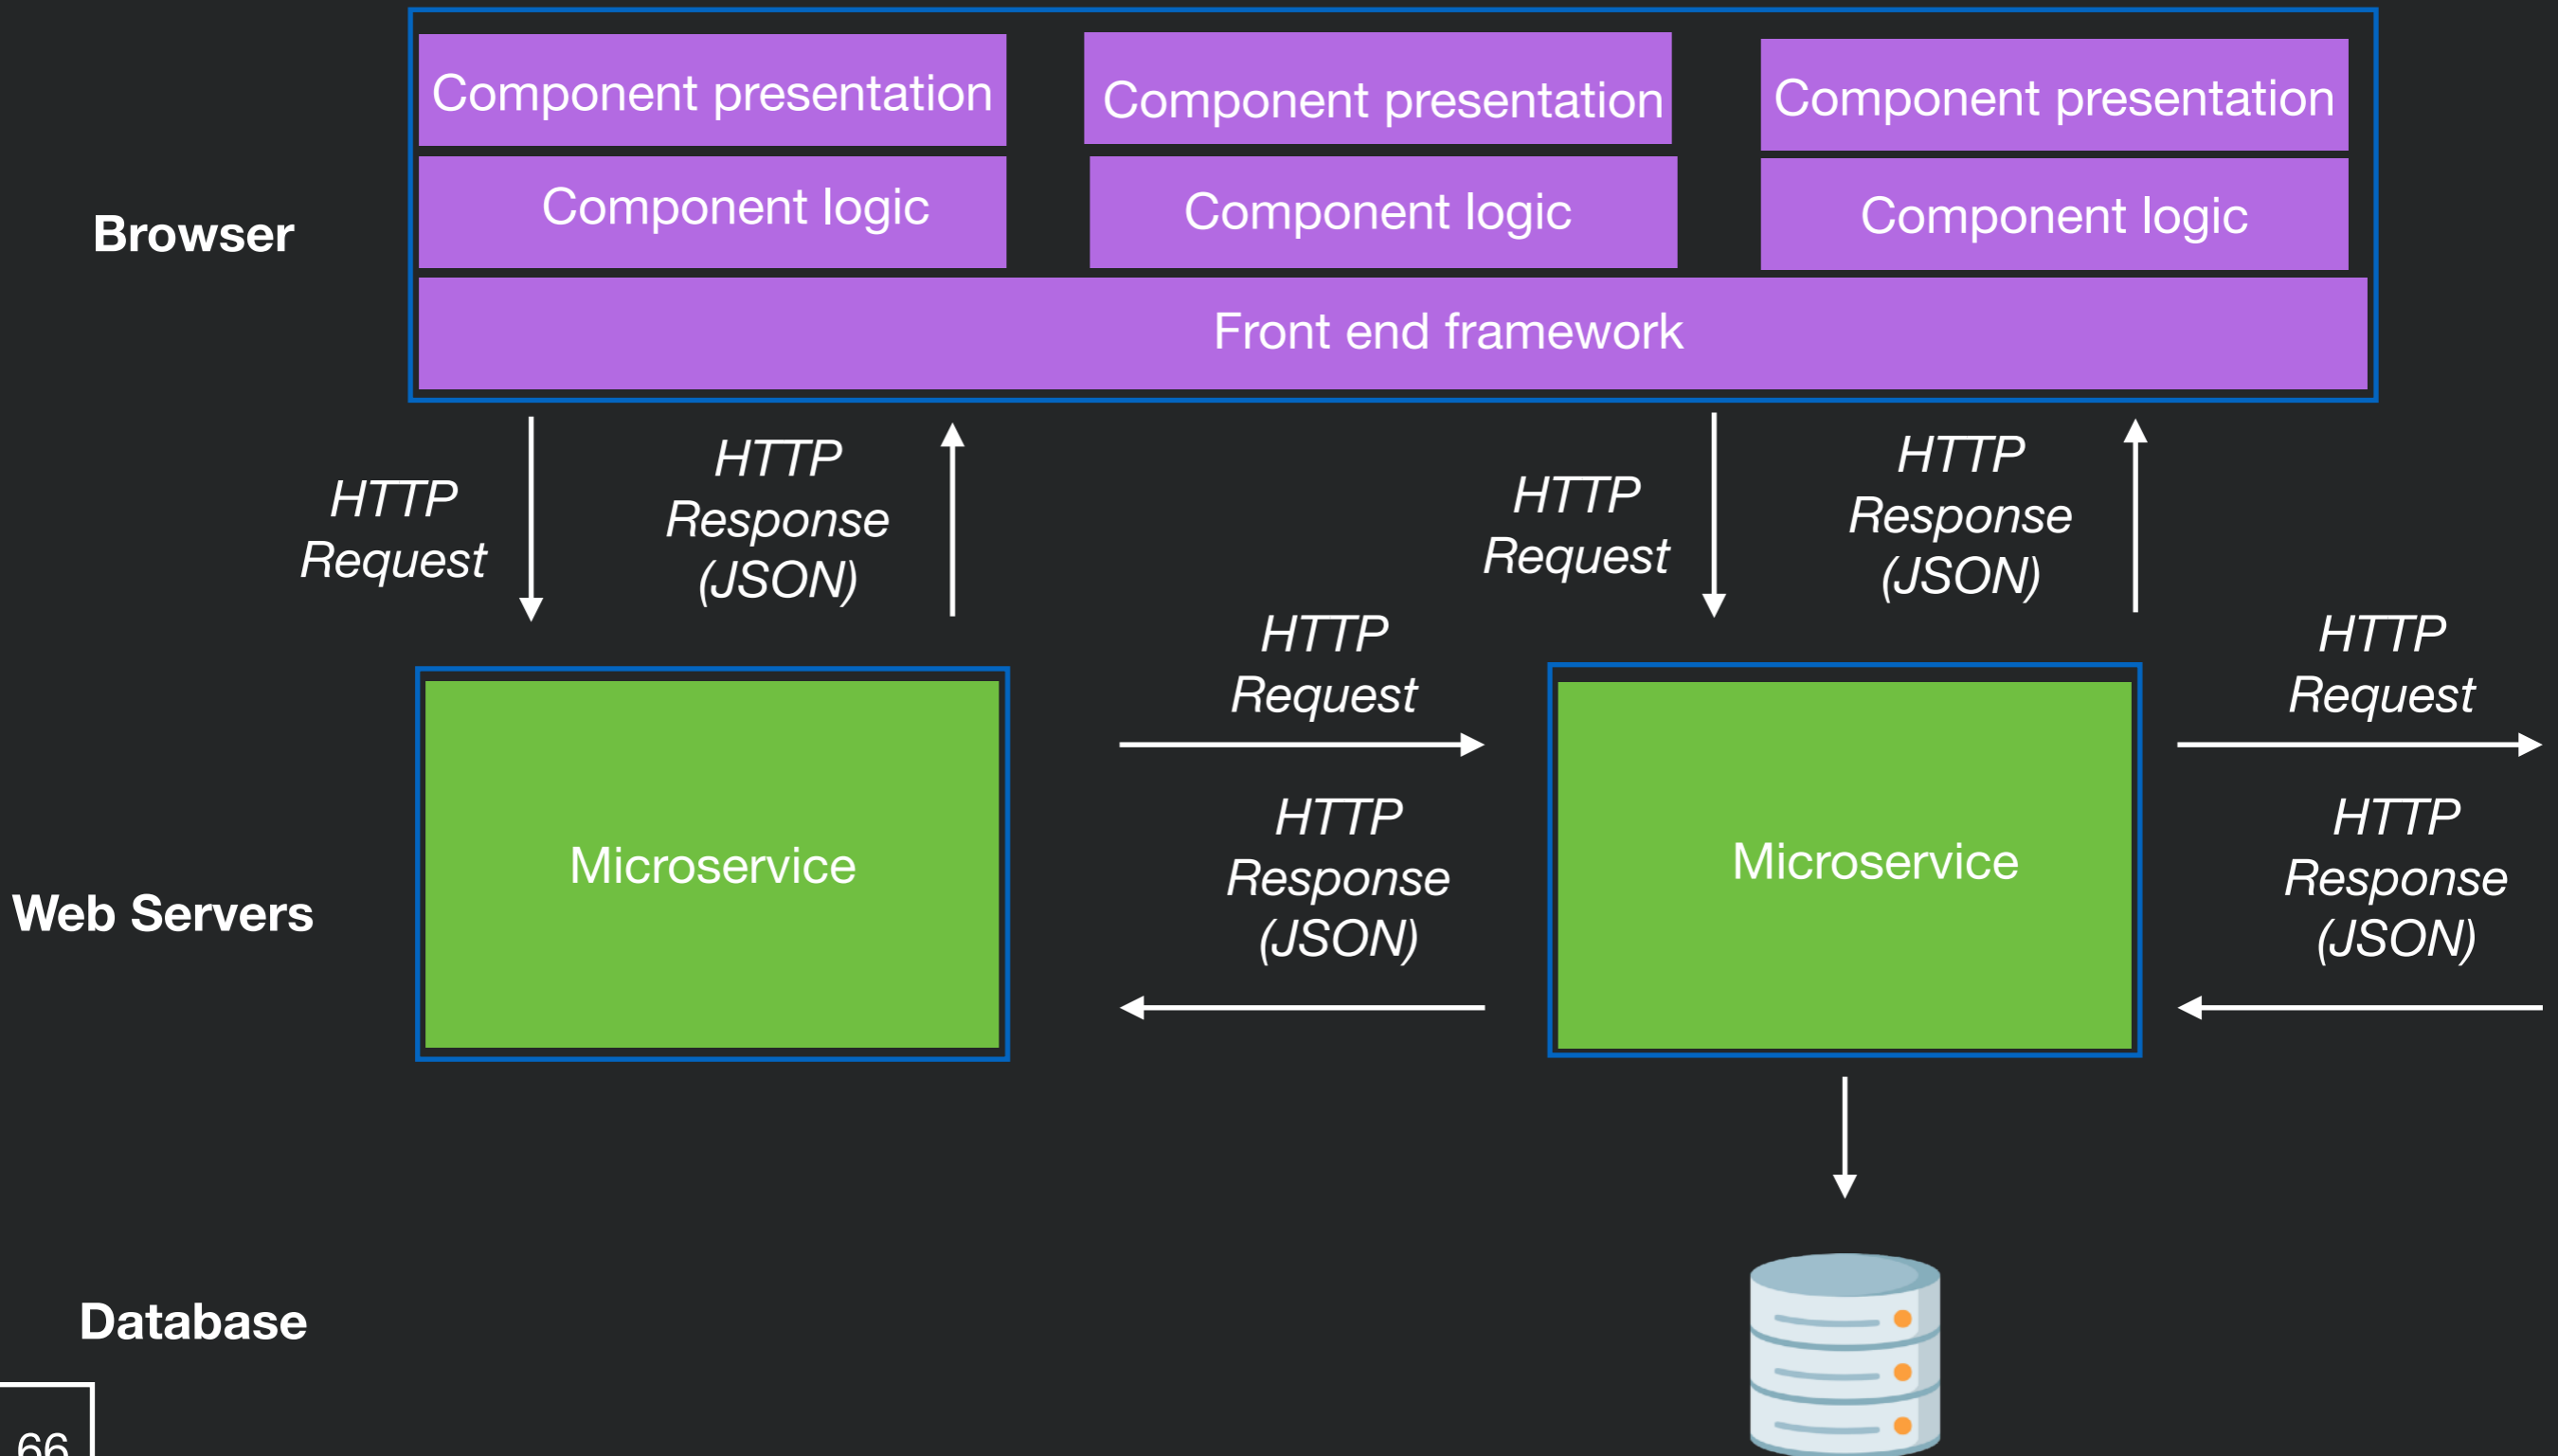 Component presentation
Component presentation
Component presentation
Component logic
Component logic
Component logic
Browser
Front end framework
HTTP
Request
HTTP
Response
(JSON)
HTTP
Request
HTTP
Response
(JSON)
HTTP
Request
HTTP
Request
Microservice
HTTP
Response
(JSON)
Microservice
HTTP
Response
(JSON)
Web Servers
Database
66